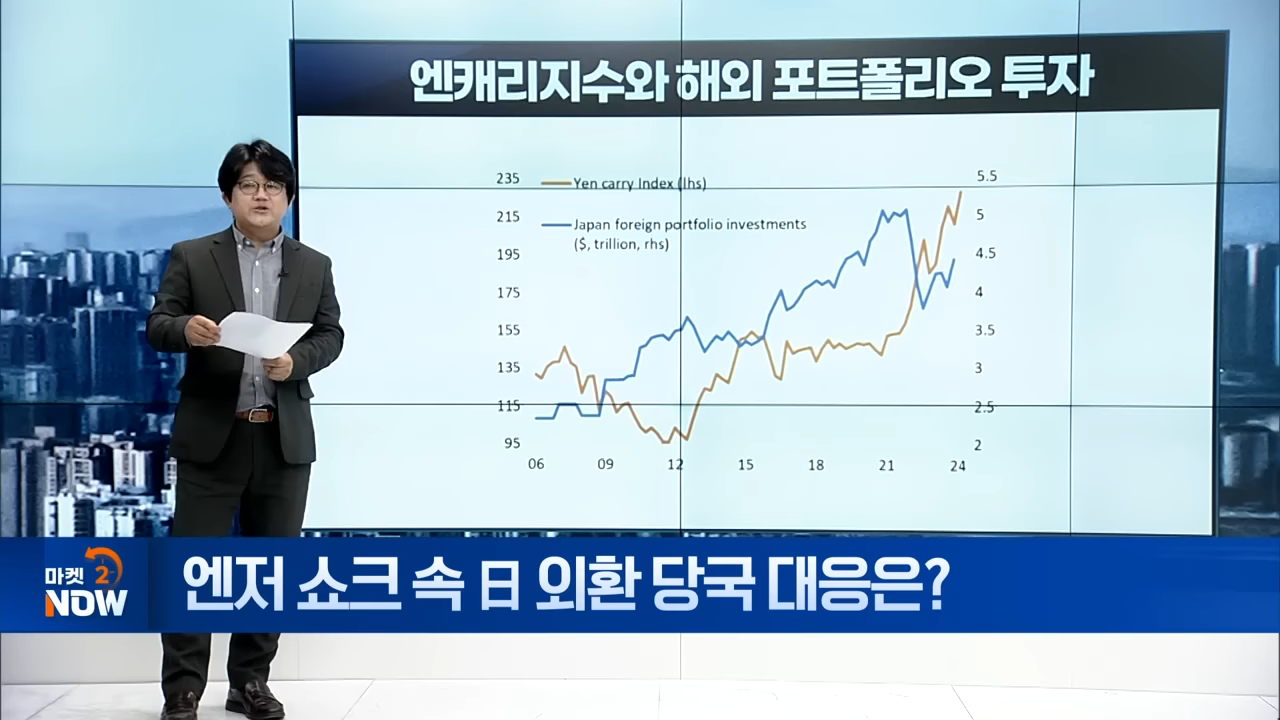 엔캐리지수와 해외 포트폴리오 투자
Yen carry Index (lhs)
Japan foreign portfolio investments
($, trillion, rhs)
235
215
195
175
155
135
115
95
5.5
5
4.5
4
3.5
3
2.5
2
06 09 12 15 18 21 24
마켓 2
NOW
엔저 쇼크 속 日 외환 당국 대응은?